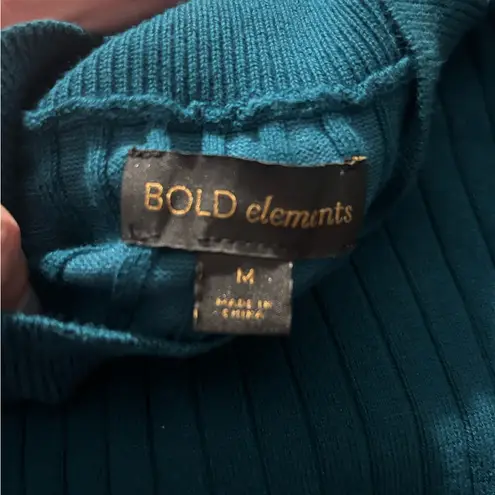 BOLD elements
M
MADE IN
CHINA